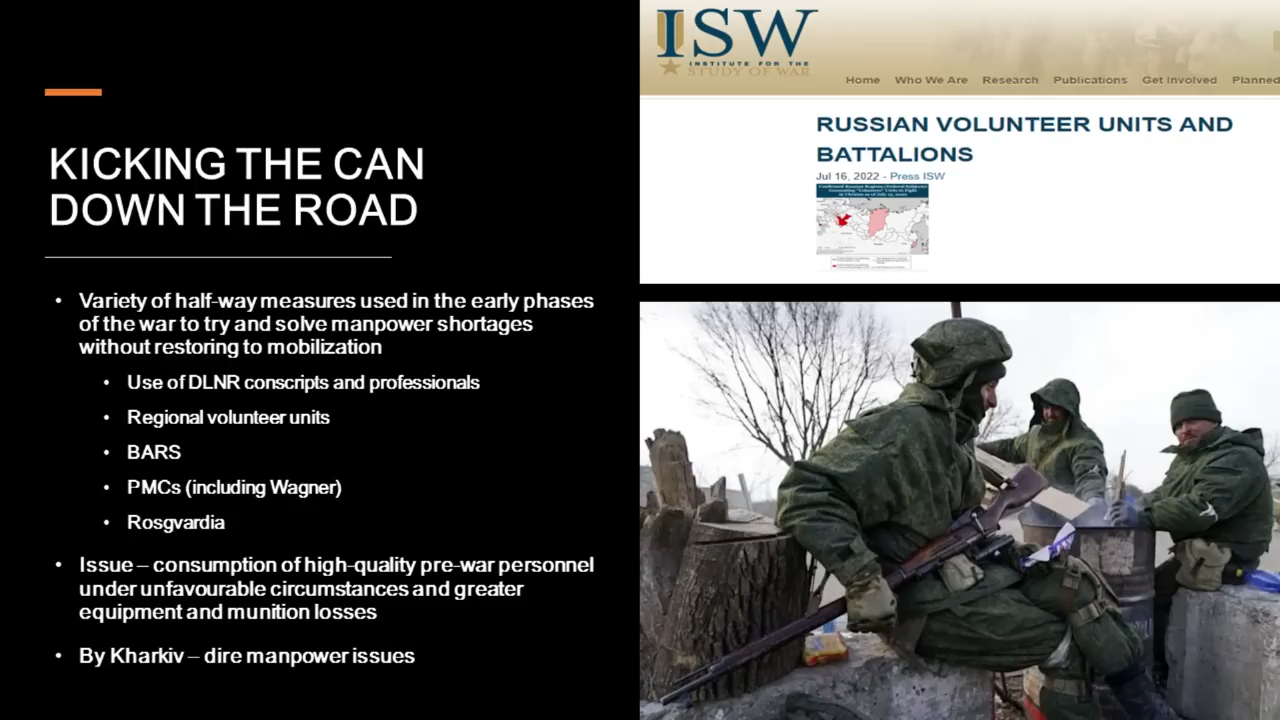 KICKING THE CAN
DOWN THE ROAD
• Variety of half-way measures used in the early phases
of the war to try and solve manpower shortages
without restoring to mobilization
• Use of DLNR conscripts and professionals
• Regional volunteer units
• BARS
• PMCs (including Wagner)
• Rosgvardia
• Issue – consumption of high-quality pre-war personnel
under unfavourable circumstances and greater
equipment and munition losses
• By Kharkiv – dire manpower issues
ISW
INSTITUTE FOR THE
STUDY OF WAR
Home Who We Are Research Publications Get Involved Planned
RUSSIAN VOLUNTEER UNITS AND
BATTALIONS
Jul 16, 2022 - Press ISW